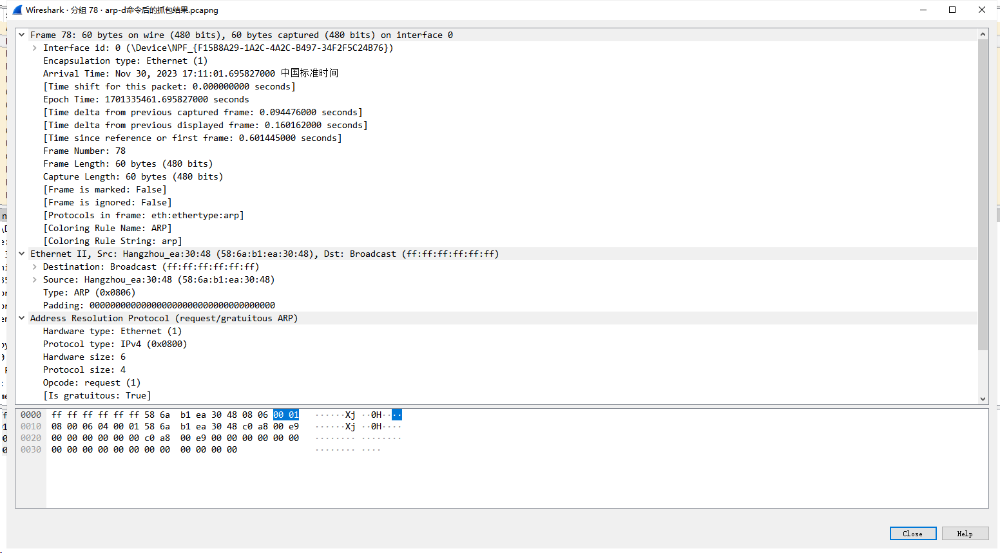 Wireshark · 分组 78 · arp-d命令后的抓包结果.pcapng
Frame 78: 60 bytes on wire (480 bits), 60 bytes captured (480 bits) on interface 0
Interface id: 0 (\Device\NPF_{F15B8A29-1A2C-4A2C-B497-34F2F5C24B76})
Encapsulation type: Ethernet (1)
Arrival Time: Nov 30, 2023 17:11:01.695827000 中国标准时间
[Time shift for this packet: 0.000000000 seconds]
Epoch Time: 1701335461.695827000 seconds
[Time delta from previous captured frame: 0.094476000 seconds]
[Time delta from previous displayed frame: 0.160162000 seconds]
[Time since reference or first frame: 0.601445000 seconds]
Frame Number: 78
Frame Length: 60 bytes (480 bits)
Capture Length: 60 bytes (480 bits)
[Frame is marked: False]
[Frame is ignored: False]
[Protocols in frame: eth:ethertype:arp]
[Coloring Rule Name: ARP]
[Coloring Rule String: arp]
Ethernet II, Src: Hangzhou_ea:30:48 (58:6a:b1:ea:30:48), Dst: Broadcast (ff:ff:ff:ff:ff:ff)
Destination: Broadcast (ff:ff:ff:ff:ff:ff)
Source: Hangzhou_ea:30:48 (58:6a:b1:ea:30:48)
Type: ARP (0x0806)
Padding: 000000000000000000000000000000000000
Address Resolution Protocol (request/gratuitous ARP)
Hardware type: Ethernet (1)
Protocol type: IPv4 (0x0800)
Hardware size: 6
Protocol size: 4
Opcode: request (1)
[Is gratuitous: True]
0000 ff ff ff ff ff ff 58 6a b1 ea 30 48 08 06 00 01 ······Xj ··0H····
0010 08 00 06 04 00 01 58 6a b1 ea 30 48 c0 a8 00 e9 ······Xj ··0H····
0020 00 00 00 00 00 00 c0 a8 00 e9 00 00 00 00 00 00 ········ ········
0030 00 00 00 00 00 00 00 00 00 00 00 00 ········ ····
Close Help